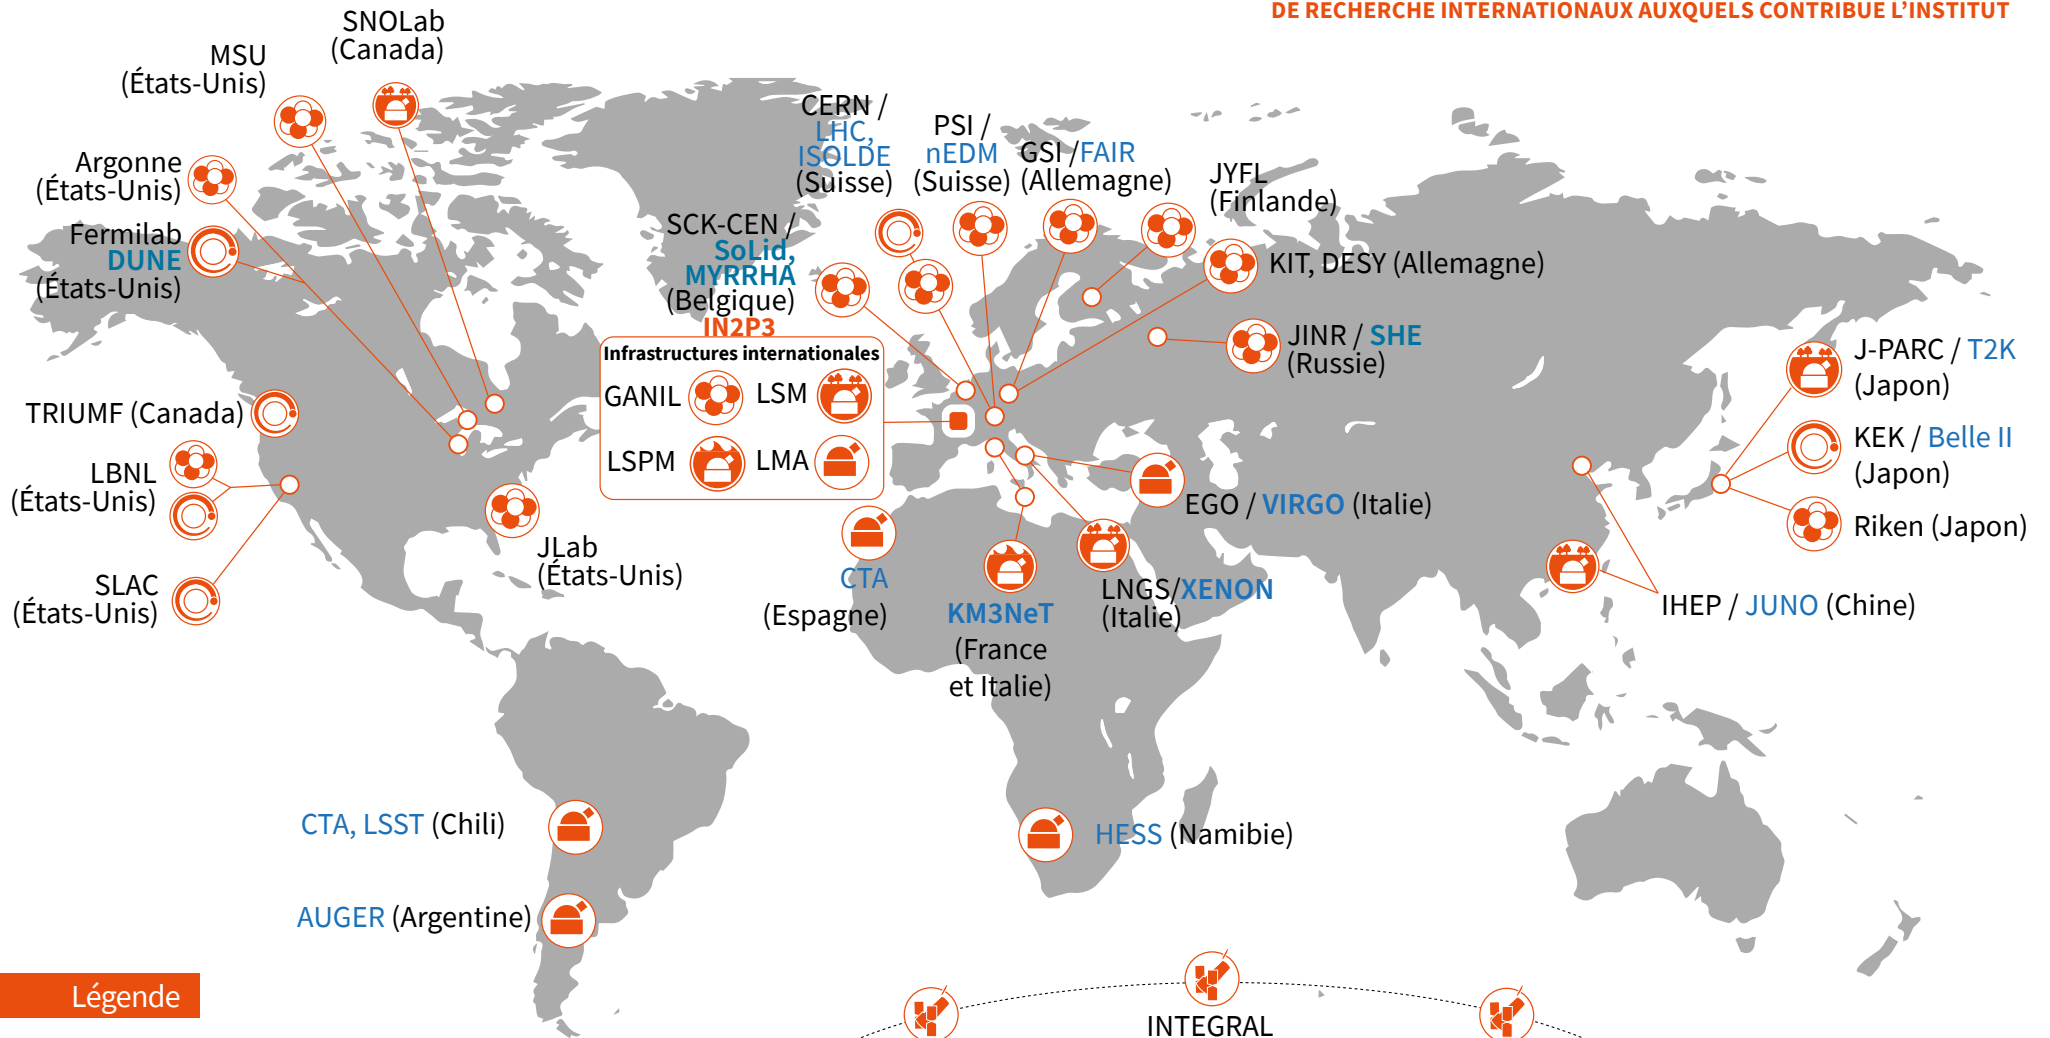 DE RECHERCHE INTERNATIONAUX AUXQUELS CONTRIBUE L'INSTITUT
SNOLab
(Canada)
MSU
(États-Unis)
Argonne
(États-Unis)
Fermilab
DUNE
(États-Unis)
TRIUMF (Canada)
LBNL
(États-Unis)
SLAC
(États-Unis)
JLab
(États-Unis)
CERN /
LHC,
ISOLDE
(Suisse)
PSI /
nEDM
(Suisse)
GSI /FAIR
(Allemagne)
JYFL
(Finlande)
KIT, DESY (Allemagne)
SCK-CEN /
SoLid,
MYRRHA
(Belgique)
IN2P3
Infrastructures internationales
GANIL
LSM
LSPM
LMA
JINR / SHE
(Russie)
J-PARC / T2K
(Japon)
KEK / Belle II
(Japon)
Riken (Japon)
EGO / VIRGO (Italie)
LNGS/XENON
(Italie)
CTA
(Espagne)
KM3NeT
(France
et Italie)
IHEP / JUNO (Chine)
CTA, LSST (Chili)
HESS (Namibie)
AUGER (Argentine)
Légende
INTEGRAL